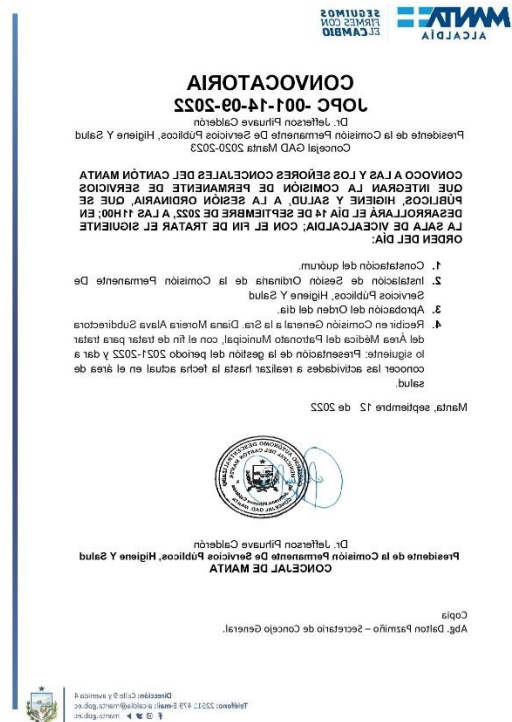 SEGUIMOS
FIRMES CON
EL CAMBIO
MANTA
ALCALDÍA
CONVOCATORIA
JOPC -001-14-09-2022
Dr. Jefferson Pihuave Calderón
Presidente de la Comisión Permanente De Servicios Públicos, Higiene Y Salud
Concejal GAD Manta 2020-2023
CONVOCO A LAS Y LOS SEÑORES CONCEJALES DEL CANTÓN MANTA
QUE INTEGRAN LA COMISIÓN DE PERMANENTE DE SERVICIOS
PÚBLICOS, HIGIENE Y SALUD, A LA SESIÓN ORDINARIA, QUE SE
DESARROLLARÁ EL DÍA 14 DE SEPTIEMBRE DE 2022, A LAS 11H00; EN
LA SALA DE VICEALCALDIA; CON EL FIN DE TRATAR EL SIGUIENTE
ORDEN DEL DÍA:
1. Constatación del quórum.
2. Instalación de Sesión Ordinaria de la Comisión Permanente De
Servicios Públicos, Higiene Y Salud
3. Aprobación del Orden del día.
4. Recibir en Comisión General a la Sra. Diana Moreira Alava Subdirectora
del Área Médica del Patronato Municipal, con el fin de tratar para tratar
lo siguiente: Presentación de la gestión del periodo 2021-2022 y dar a
conocer las actividades a realizar hasta la fecha actual en el área de
salud.
Manta, septiembre 12 de 2022
Dr. Jefferson Pihuave Calderón
Presidente de la Comisión Permanente De Servicios Públicos, Higiene Y Salud
CONCEJAL DE MANTA
Copia
Abg. Dalton Pazmiño – Secretario de Concejo General.
Dirección: Calle 9 y avenida 4
Teléfono: 22511 479 E-mail: alcaldia@manta.gob.ec
manta.gob.ec